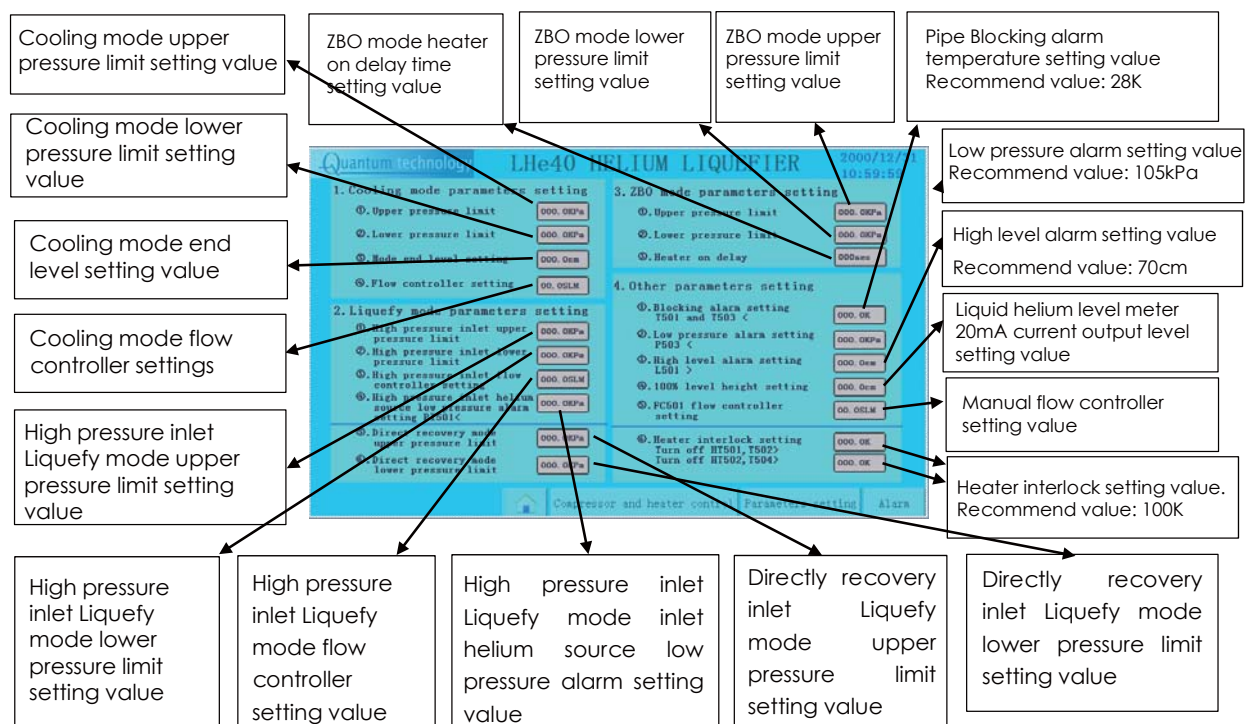 Cooling mode upper
pressure limit setting value
ZBO mode heater
on delay time
setting value
ZBO mode lower
pressure limit
setting value
ZBO mode upper
pressure limit
setting value
Pipe Blocking alarm
temperature setting value
Recommend value: 28K
Cooling mode lower
pressure limit setting
value
Cooling mode end
level setting value
Cooling mode flow
controller settings
High pressure inlet
Liquefy mode upper
pressure limit setting
value
Quantum technology
LHe40 HELIUM LIQUEFIER
2000/12/31
10:59:59
1.Cooling mode parameters setting
①.Upper pressure limit
000.0KPa
②.Lower pressure limit
000.0KPa
③.Mode end level setting
000.0cm
④.Flow controller setting
00.0SLM
2.Liquefy mode parameters setting
①.High pressure inlet upper
pressure limit
000.0KPa
②.High pressure inlet lower
pressure limit
000.0KPa
③.High pressure inlet flow
controller setting
000.0SLM
④.High pressure inlet helium
source low pressure alarm
setting PI501<
000.0KPa
⑤.Direct recovery mode
upper pressure limit
000.0KPa
⑥.Direct recovery mode
lower pressure limit
000.0KPa
3.ZBO mode parameters setting
①.Upper pressure limit
000.0KPa
②.Lower pressure limit
000.0KPa
③.Heater on delay
000sec
4.Other parameters setting
①.Blocking alarm setting
T501 and T503 <
000.0K
②.Low pressure alarm setting
P503 <
000.0KPa
③.High level alarm setting
L501 >
000.0cm
④.100% level height setting
000.0cm
⑤.FC501 flow controller
setting
00.0SLM
⑥.Heater interlock setting
Turn off HT501,T502>
000.0K
Turn off HT502,T504>
000.0K
Compressor and heater control
Parameters setting
Alarm
Low pressure alarm setting value
Recommend value: 105kPa
High level alarm setting value
Recommend value: 70cm
Liquid helium level meter
20mA current output level
setting value
Manual flow controller
setting value
Heater interlock setting value.
Recommend value: 100K
High pressure
inlet Liquefy
mode lower
pressure limit
setting value
High pressure
inlet Liquefy
mode flow
controller
setting value
High pressure inlet
Liquefy mode inlet
helium source low
pressure alarm setting
value
Directly recovery
inlet Liquefy
mode upper
pressure limit
setting value
Directly recovery
inlet Liquefy mode
lower pressure limit
setting value